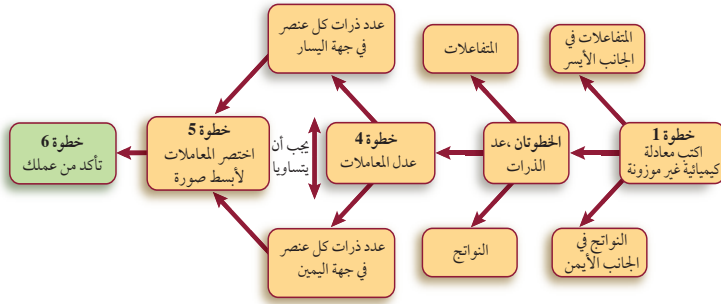 المتفاعلات في
الجانب الأيسر
خطوة 1
اكتب معادلة
كيميائية غير موزونة
النواتج في
الجانب الأيمن
المتفاعلات
الخطوتان ،عد
الذرات
النواتج
عدد ذرات كل عنصر
في جهة اليسار
خطوة 4
عدل المعاملات
يجب أن
يتساويا
عدد ذرات كل عنصر
في جهة اليمين
خطوة 5
اختصر المعاملات
لأبسط صورة
خطوة 6
تأكد من عملك